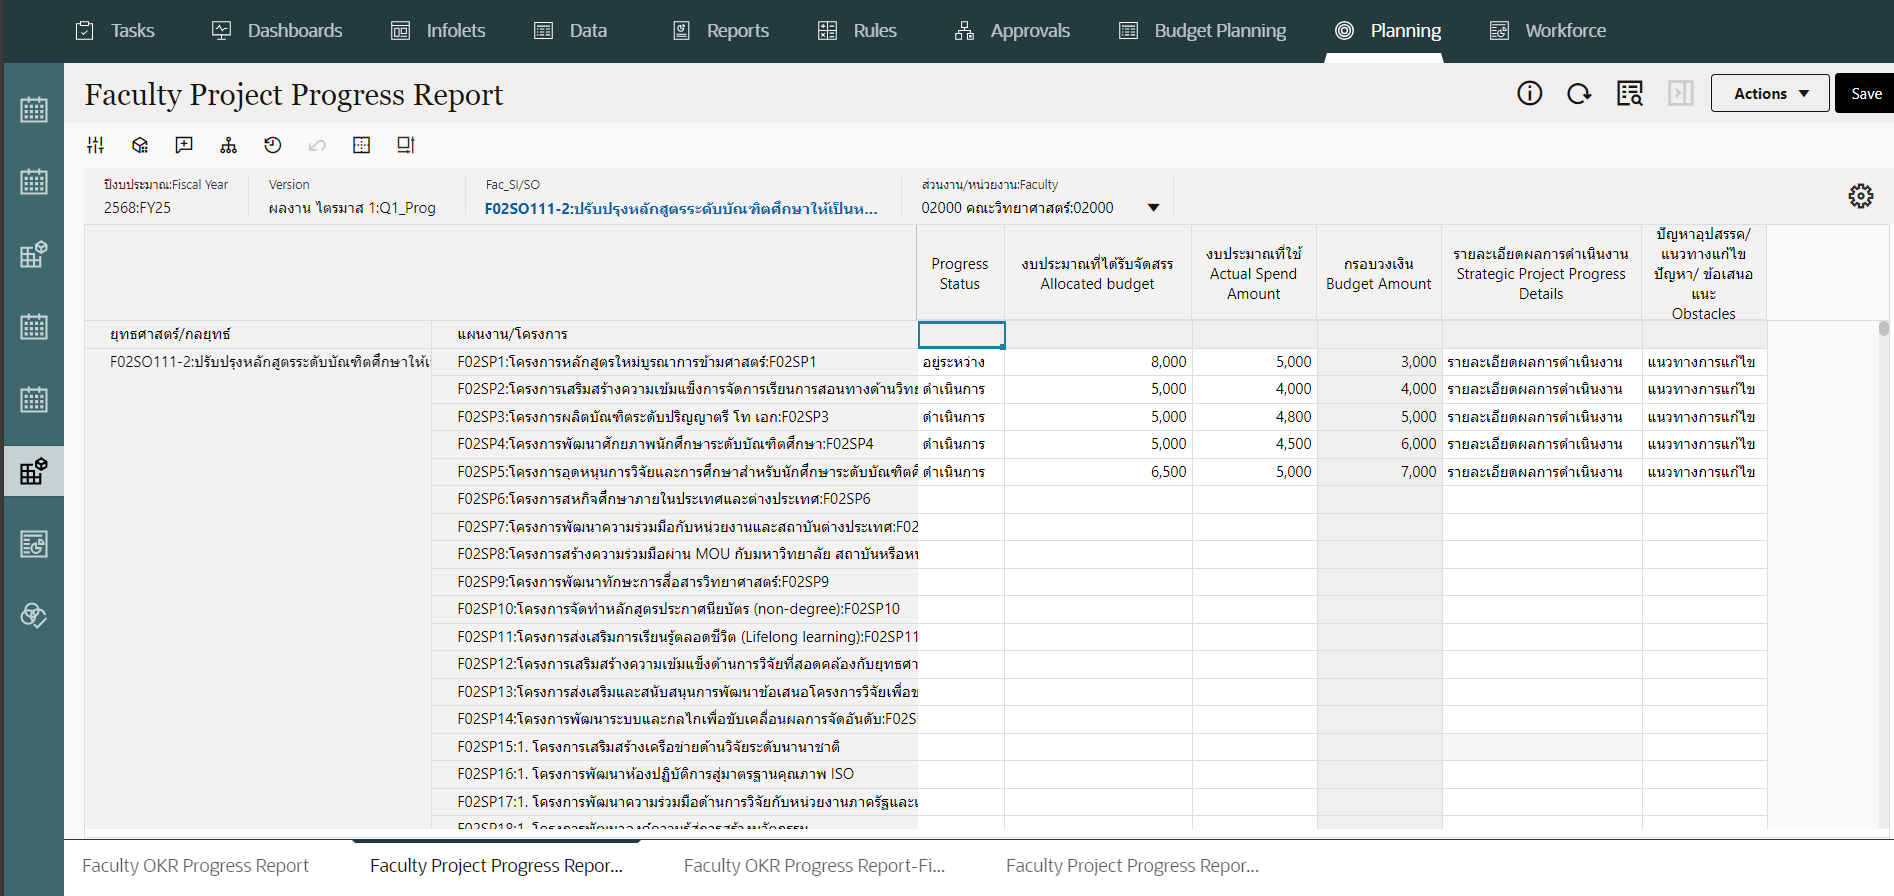 Tasks
Dashboards
Infolets
Data
Reports
Rules
Approvals
Budget Planning
Planning
Workforce
Faculty Project Progress Report
Actions
Save
ปีงบประมาณ:Fiscal Year
2568:FY25
Version
ผลงาน ไตรมาส 1:Q1_Prog
Fac_SI/SO
F02SO111-2:ปรับปรุงหลักสูตรระดับบัณฑิตศึกษาให้เป็นห...
ส่วนงาน/หน่วยงาน:Faculty
02000 คณะวิทยาศาสตร์:02000
Progress
Status
งบประมาณที่ได้รับจัดสรร
Allocated budget
งบประมาณที่ใช้
Actual Spend
Amount
กรอบวงเงิน
Budget Amount
รายละเอียดผลการดำเนินงาน
Strategic Project Progress
Details
ปัญหาอุปสรรค/
แนวทางแก้ไข
ปัญหา/ ข้อเสนอ
แนะ
Obstacles
ยุทธศาสตร์/กลยุทธ์ แผนงาน/โครงการ
F02SO111-2:ปรับปรุงหลักสูตรระดับบัณฑิตศึกษาให้เ F02SP1:โครงการหลักสูตรใหม่บูรณาการข้ามศาสตร์:F02SP1 อยู่ระหว่าง 8,000 5,000 3,000 รายละเอียดผลการดำเนินงาน แนวทางการแก้ไข
F02SP2:โครงการเสริมสร้างความเข้มแข็งการจัดการเรียนการสอนทางด้านวิทย ดำเนินการ 5,000 4,000 4,000 รายละเอียดผลการดำเนินงาน แนวทางการแก้ไข
F02SP3:โครงการผลิตบัณฑิตระดับปริญญาตรี โท เอก:F02SP3 ดำเนินการ 5,000 4,800 5,000 รายละเอียดผลการดำเนินงาน แนวทางการแก้ไข
F02SP4:โครงการพัฒนาศักยภาพนักศึกษาระดับบัณฑิตศึกษา:F02SP4 ดำเนินการ 5,000 4,500 6,000 รายละเอียดผลการดำเนินงาน แนวทางการแก้ไข
F02SP5:โครงการอุดหนุนการวิจัยและการศึกษาสำหรับนักศึกษาระดับบัณฑิตศึ ดำเนินการ 6,500 5,000 7,000 รายละเอียดผลการดำเนินงาน แนวทางการแก้ไข
F02SP6:โครงการสหกิจศึกษาภายในประเทศและต่างประเทศ:F02SP6
F02SP7:โครงการพัฒนาความร่วมมือกับหน่วยงานและสถาบันต่างประเทศ:F02
F02SP8:โครงการสร้างความร่วมมือผ่าน MOU กับมหาวิทยาลัย สถาบันหรือหน
F02SP9:โครงการพัฒนาทักษะการสื่อสารวิทยาศาสตร์:F02SP9
F02SP10:โครงการจัดทำหลักสูตรประกาศนียบัตร (non-degree):F02SP10
F02SP11:โครงการส่งเสริมการเรียนรู้ตลอดชีวิต (Lifelong learning):F02SP11
F02SP12:โครงการเสริมสร้างความเข้มแข็งด้านการวิจัยที่สอดคล้องกับยุทธศา
F02SP13:โครงการส่งเสริมและสนับสนุนการพัฒนาข้อเสนอโครงการวิจัยเพื่อข
F02SP14:โครงการพัฒนาระบบและกลไกเพื่อขับเคลื่อนผลการจัดอันดับ:F02S
F02SP15:1. โครงการเสริมสร้างเครือข่ายด้านวิจัยระดับนานาชาติ
F02SP16:1. โครงการพัฒนาห้องปฏิบัติการสู่มาตรฐานคุณภาพ ISO
F02SP17:1. โครงการพัฒนาความร่วมมือด้านการวิจัยกับหน่วยงานภาครัฐและเ
F02SP18:1. โครงการพัฒนาองค์ความรู้สู่การสร้างนวัตกรรม
Faculty OKR Progress Report
Faculty Project Progress Repor...
Faculty OKR Progress Report-Fi...
Faculty Project Progress Repor...